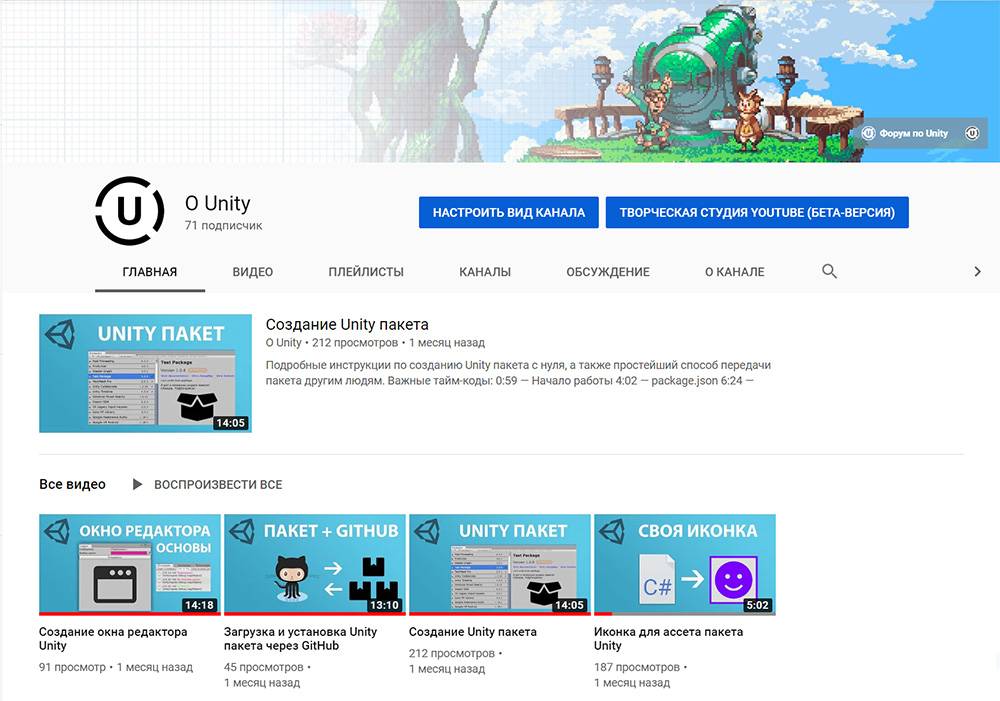 Форум по Unity
U
O Unity
71 подписчик
НАСТРОИТЬ ВИД КАНАЛА
ТВОРЧЕСКАЯ СТУДИЯ YOUTUBE (БЕТА-ВЕРСИЯ)
ГЛАВНАЯ
ВИДЕО
ПЛЕЙЛИСТЫ
КАНАЛЫ
ОБСУЖДЕНИЕ
О КАНАЛЕ
UNITY ПАКЕТ
Test Package
14:05
Создание Unity пакета
O Unity • 212 просмотров • 1 месяц назад
Подробные инструкции по созданию Unity пакета с нуля, а также простейший способ передачи
пакета другим людям. Важные тайм-коды: 0:59 — Начало работы 4:02 — package.json 6:24 —
Все видео
ВОСПРОИЗВЕСТИ ВСЕ
ОКНО РЕДАКТОРА
ОСНОВЫ
14:18
Создание окна редактора
Unity
91 просмотр • 1 месяц назад
ПАКЕТ + GITHUB
13:10
Загрузка и установка Unity
пакета через GitHub
45 просмотров •
1 месяц назад
UNITY ПАКЕТ
Test Package
14:05
Создание Unity пакета
212 просмотров •
1 месяц назад
СВОЯ ИКОНКА
C#
5:02
Иконка для ассета пакета
Unity
187 просмотров •
1 месяц назад